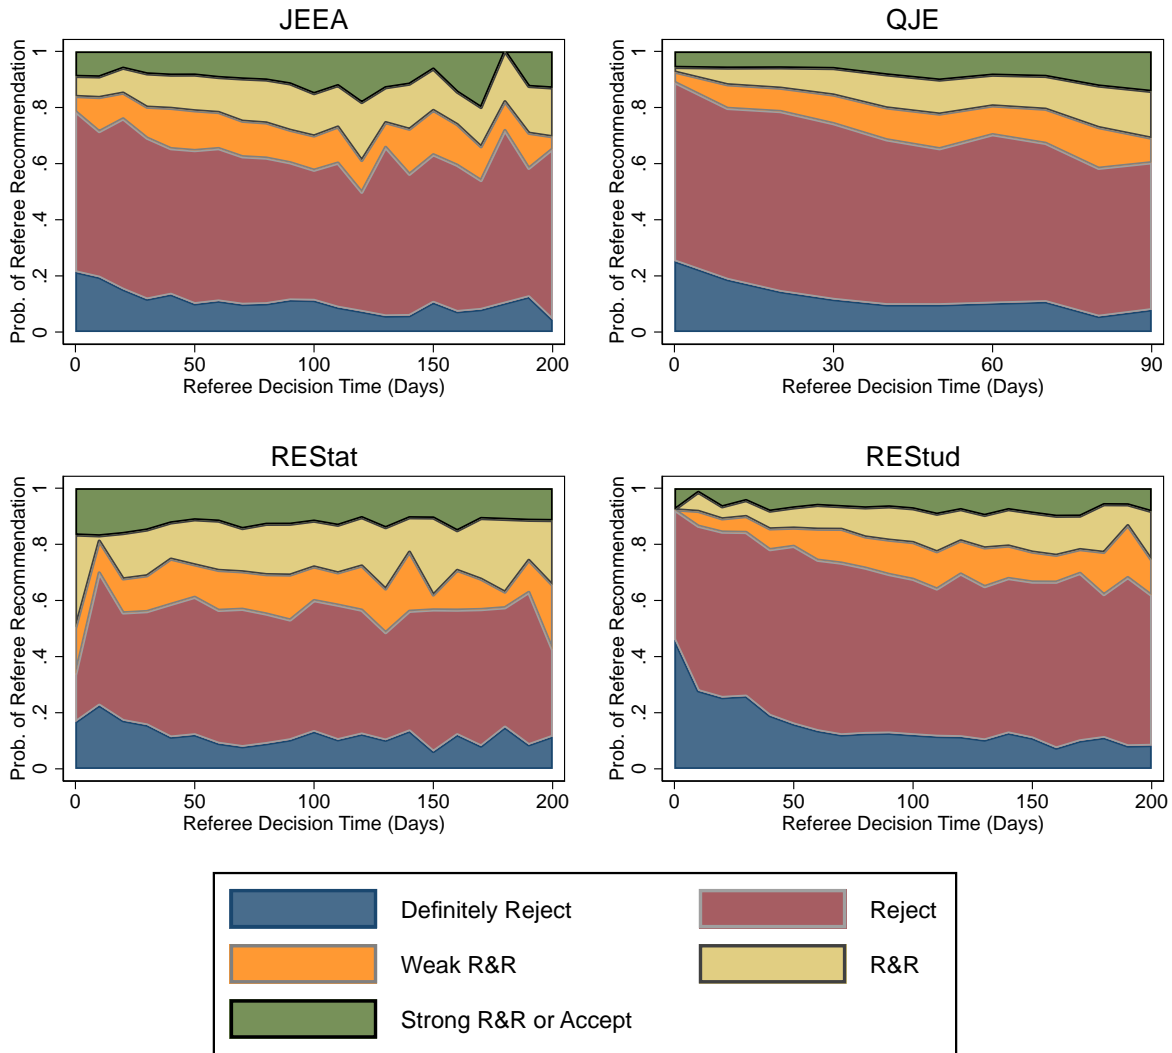 JEEA
Prob. of Referee Recommendation
0 .2 .4 .6 .8 1
0 50 100 150 200
Referee Decision Time (Days)
QJE
Prob. of Referee Recommendation
0 .2 .4 .6 .8 1
0 30 60 90
Referee Decision Time (Days)
REStat
Prob. of Referee Recommendation
0 .2 .4 .6 .8 1
0 50 100 150 200
Referee Decision Time (Days)
REStud
Prob. of Referee Recommendation
0 .2 .4 .6 .8 1
0 50 100 150 200
Referee Decision Time (Days)
Definitely Reject
Reject
Weak R&R
R&R
Strong R&R or Accept